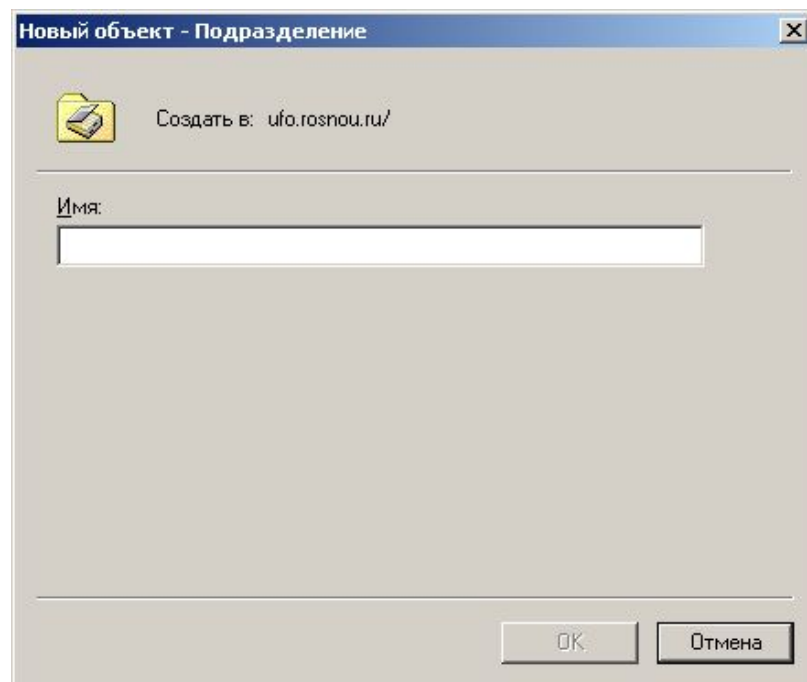 Новый объект - Подразделение
Создать в: ufo.rosnou.ru/
Имя:
OK
Отмена